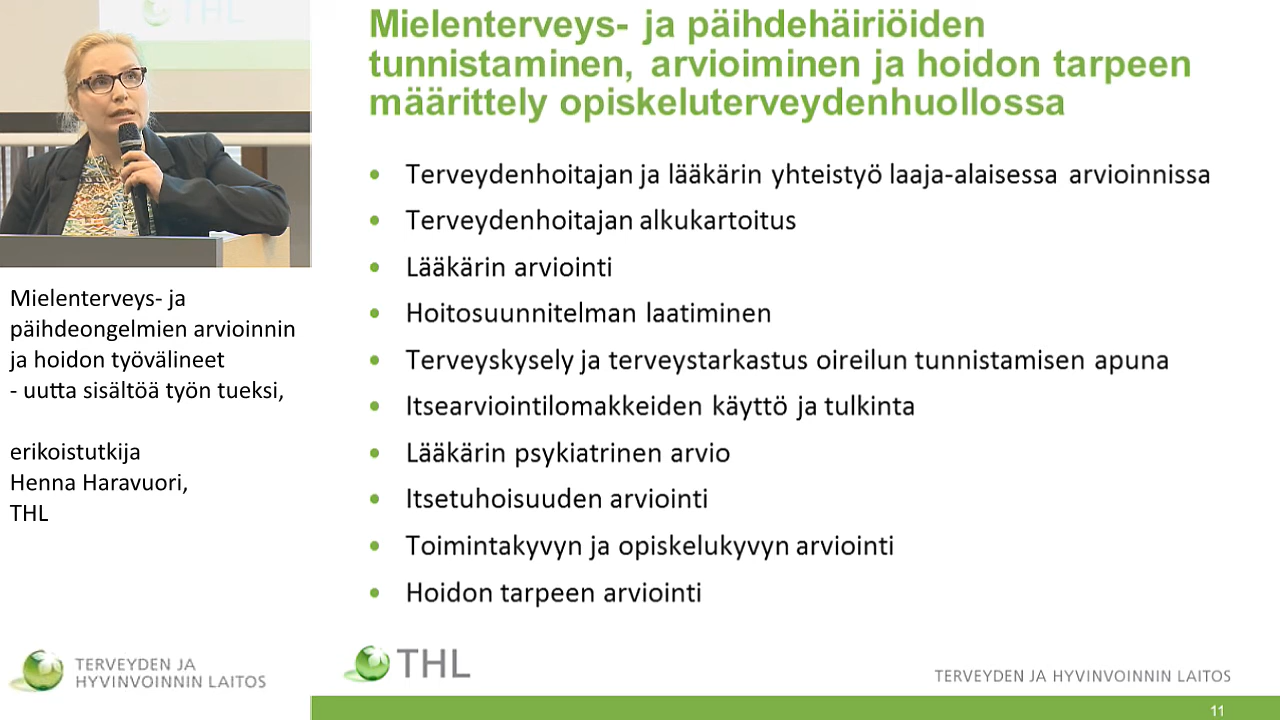 THL
Mielenterveys- ja
päihdeongelmien arvioinnin
ja hoidon työvälineet
- uutta sisältöä työn tueksi,
erikoistutkija
Henna Haravuori,
THL
TERVEYDEN JA
HYVINVOINNIN LAITOS
Mielenterveys- ja päihdehäiriöiden
tunnistaminen, arvioiminen ja hoidon tarpeen
määrittely opiskeluterveydenhuollossa
• Terveydenhoitajan ja lääkärin yhteistyö laaja-alaisessa arvioinnissa
• Terveydenhoitajan alkukartoitus
• Lääkärin arviointi
• Hoitosuunnitelman laatiminen
• Terveyskysely ja terveystarkastus oireilun tunnistamisen apuna
• Itsearviointilomakkeiden käyttö ja tulkinta
• Lääkärin psykiatrinen arvio
• Itsetuhoisuuden arviointi
• Toimintakyvyn ja opiskelukyvyn arviointi
• Hoidon tarpeen arviointi
THL
TERVEYDEN JA HYVINVOINNIN LAITOS
11